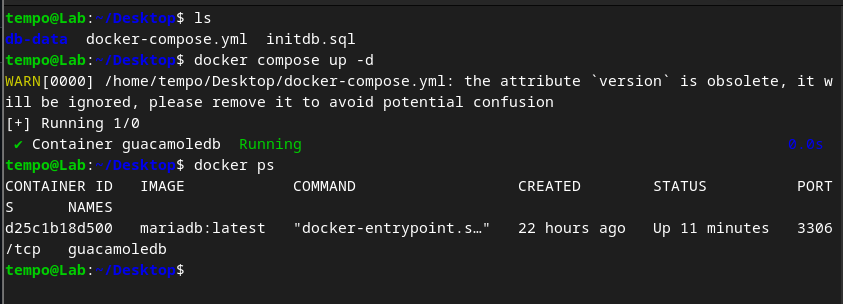 tempo@Lab:~/Desktop$ ls
db-data  docker-compose.yml  initdb.sql
tempo@Lab:~/Desktop$ docker compose up -d
WARN[0000] /home/tempo/Desktop/docker-compose.yml: the attribute `version` is obsolete, it w
ill be ignored, please remove it to avoid potential confusion
[+] Running 1/0
 ✔ Container guacamoledb  Running                                                      0.0s
tempo@Lab:~/Desktop$ docker ps
CONTAINER ID   IMAGE            COMMAND                  CREATED        STATUS          PORT
S      NAMES
d25c1b18d500   mariadb:latest   "docker-entrypoint.s…"   22 hours ago   Up 11 minutes   3306
/tcp   guacamoledb
tempo@Lab:~/Desktop$